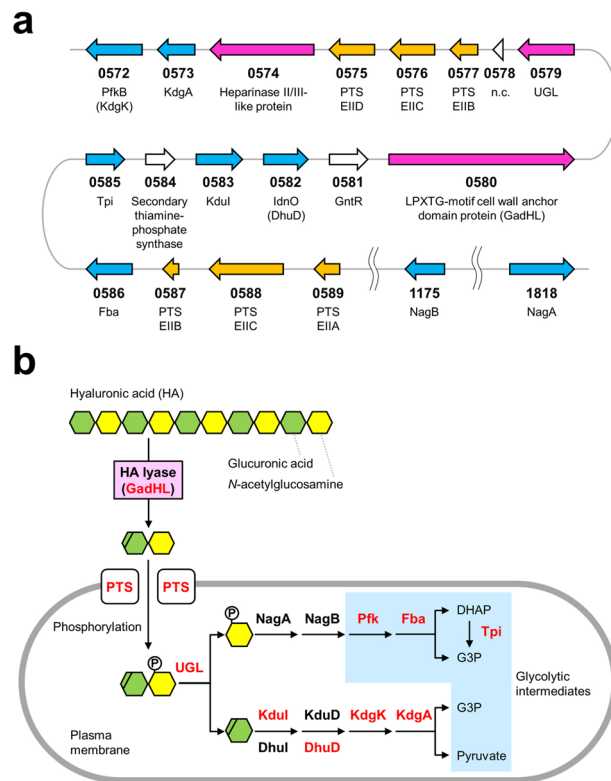 a
0572 0573 0574 0575 0576 0577 0578 0579
PfkB KdgA Heparinase II/III- PTS PTS PTS n.c. UGL
(KdgK) like protein EIID EIIC EIIB
0585 0584 0583 0582 0581 0580
Tpi Secondary KduI IdnO GntR LPXTG-motif cell wall anchor
thiamine- (DhuD) domain protein (GadHL)
phosphate
synthase
0586 0587 0588 0589 1175 1818
Fba PTS PTS PTS NagB NagA
EIIB EIIC EIIA
b
Hyaluronic acid (HA)
Glucuronic acid
N-acetylglucosamine
HA lyase
(GadHL)
PTS PTS
Phosphorylation
P
P
UGL
NagA NagB Pfk Fba DHAP
Tpi
G3P
Glycolytic
intermediates
KduI KduD KdgK KdgA G3P
DhuI DhuD
Pyruvate
Plasma
membrane